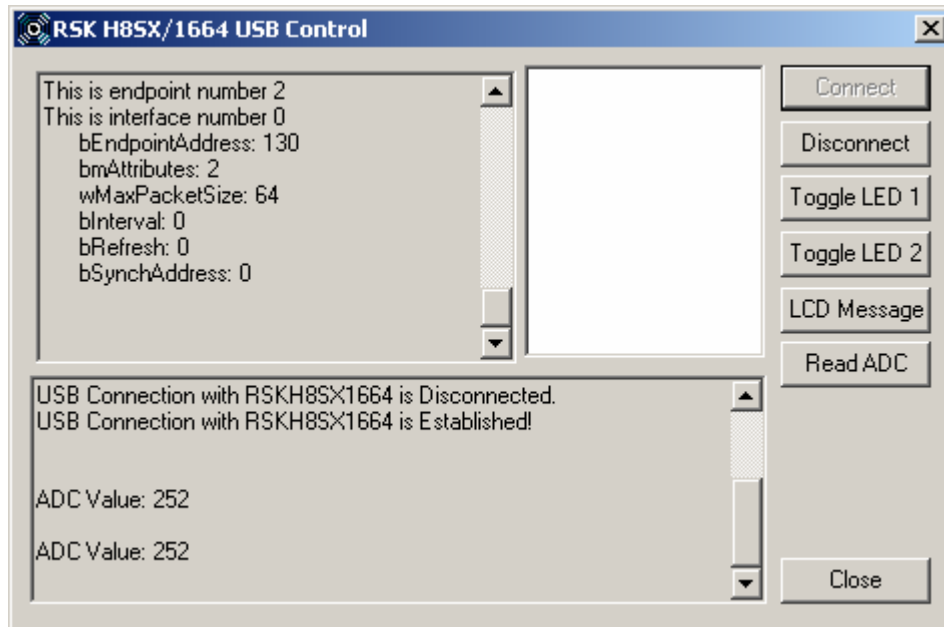 RSK H8SX/1664 USB Control
This is endpoint number 2
This is interface number 0
bEndpointAddress: 130
bmAttributes: 2
wMaxPacketSize: 64
bInterval: 0
bRefresh: 0
bSynchAddress: 0
Connect
Disconnect
Toggle LED 1
Toggle LED 2
LCD Message
Read ADC
USB Connection with RSKH8SX1664 is Disconnected.
USB Connection with RSKH8SX1664 is Established!
ADC Value: 252
ADC Value: 252
Close